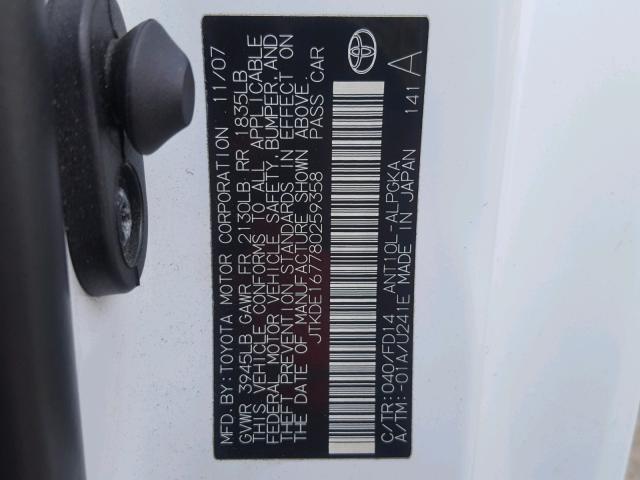 MFD.BY:TOYOTA MOTOR CORPORATION 11/07
GVWR 3945LB GAWR FR 2130LB RR 1835LB
THIS VEHICLE CONFORMS TO ALL APPLICABLE
FEDERAL MOTOR VEHICLE SAFETY, BUMPER, AND
THEFT PREVENTION STANDARDS IN EFFECT ON
THE DATE OF MANUFACTURE SHOWN ABOVE.
JTKDE167780259358 PASS CAR
C/TR:040/FD14 ANT10L-ALPGKA 141 A
A/TM:-01A/U241E MADE IN JAPAN